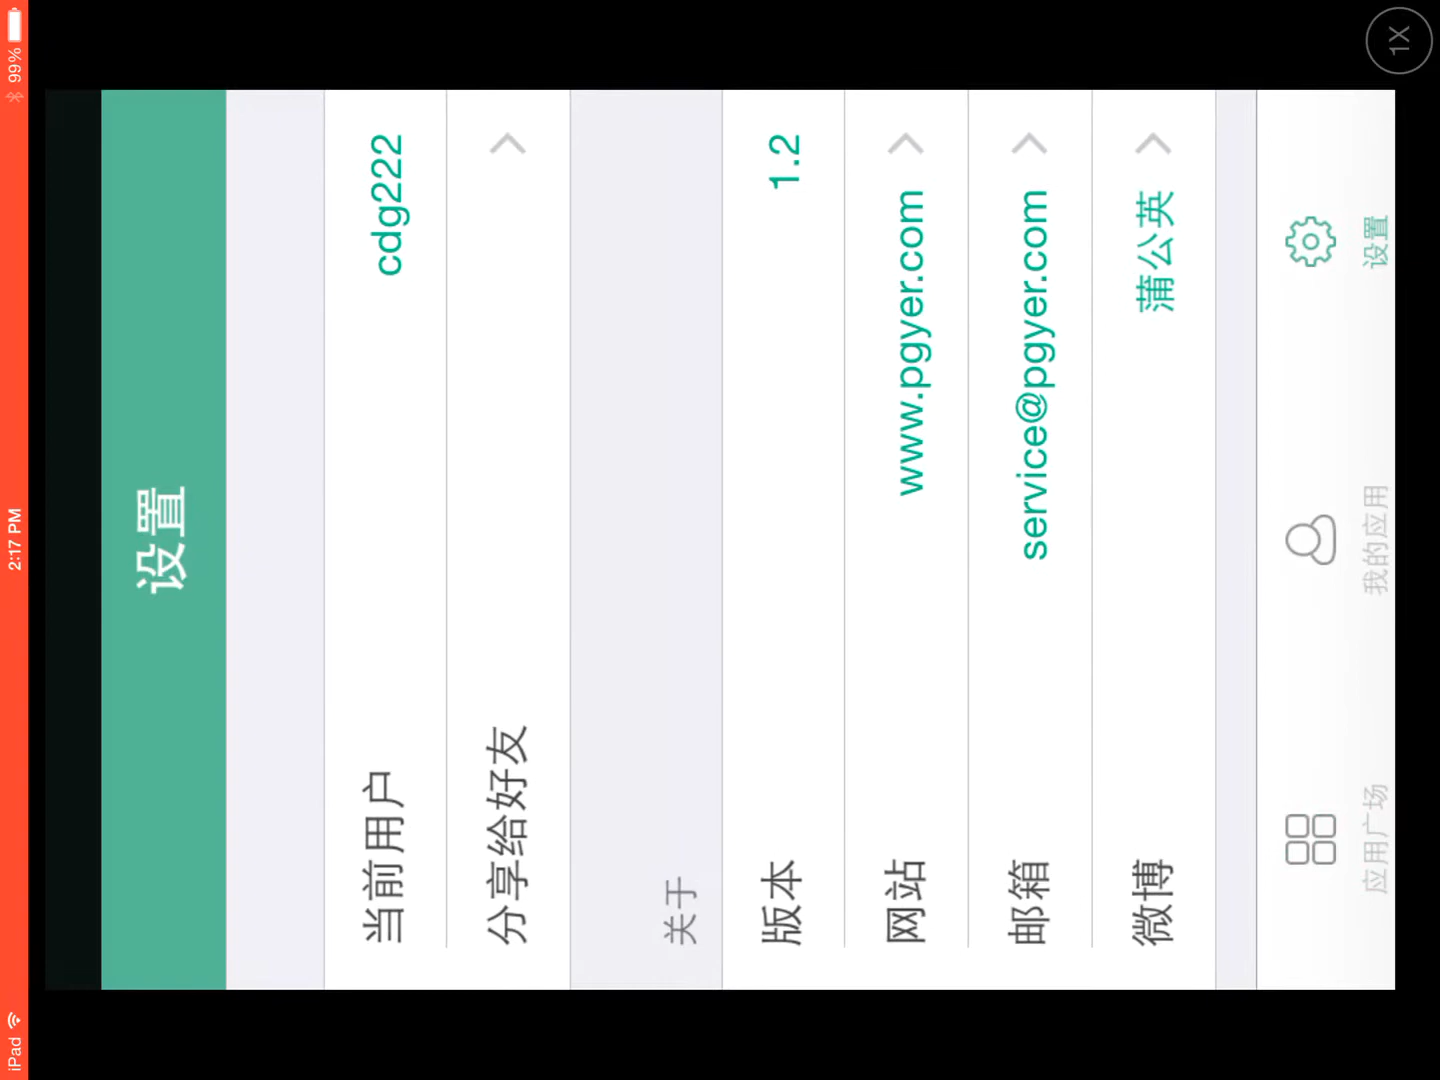 iPad 2:17 PM 99%
1X
设置
当前用户 cdg222
分享给好友
关于
版本 1.2
网站 www.pgyer.com
邮箱 service@pgyer.com
微博 蒲公英
应用广场 我的应用 设置